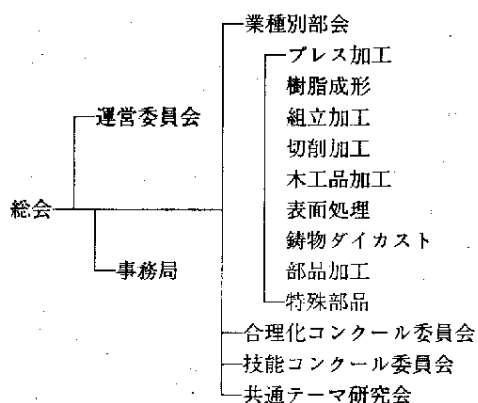 業種別部会
プレス加工
樹脂成形
運営委員会
組立加工
切削加工
木工品加工
総会
表面処理
鋳物ダイカスト
事務局
部品加工
特殊部品
合理化コンクール委員会
技能コンクール委員会
共通テーマ研究会